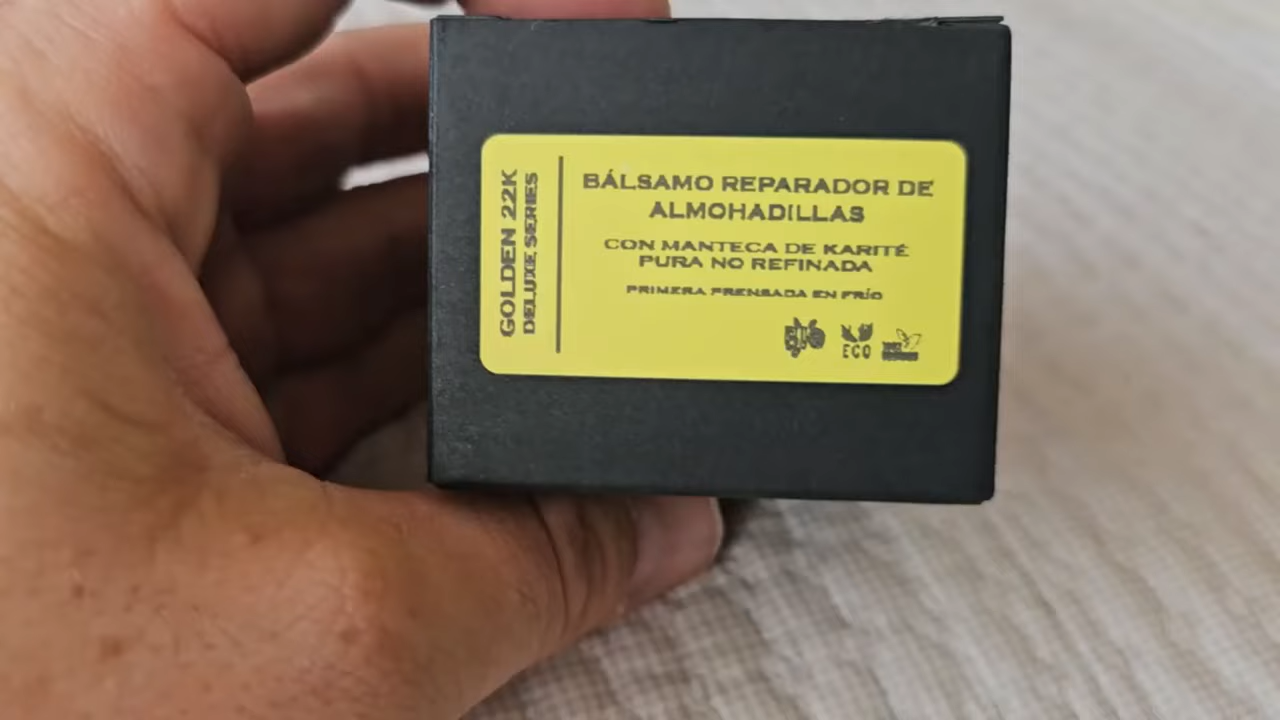 GOLDEN 22K
DELUXE SERIES
BÁLSAMO REPARADOR DE
ALMOHADILLAS
CON MANTECA DE KARITÉ
PURA NO REFINADA
PRIMERA PRENSADA EN FRÍO
ECO